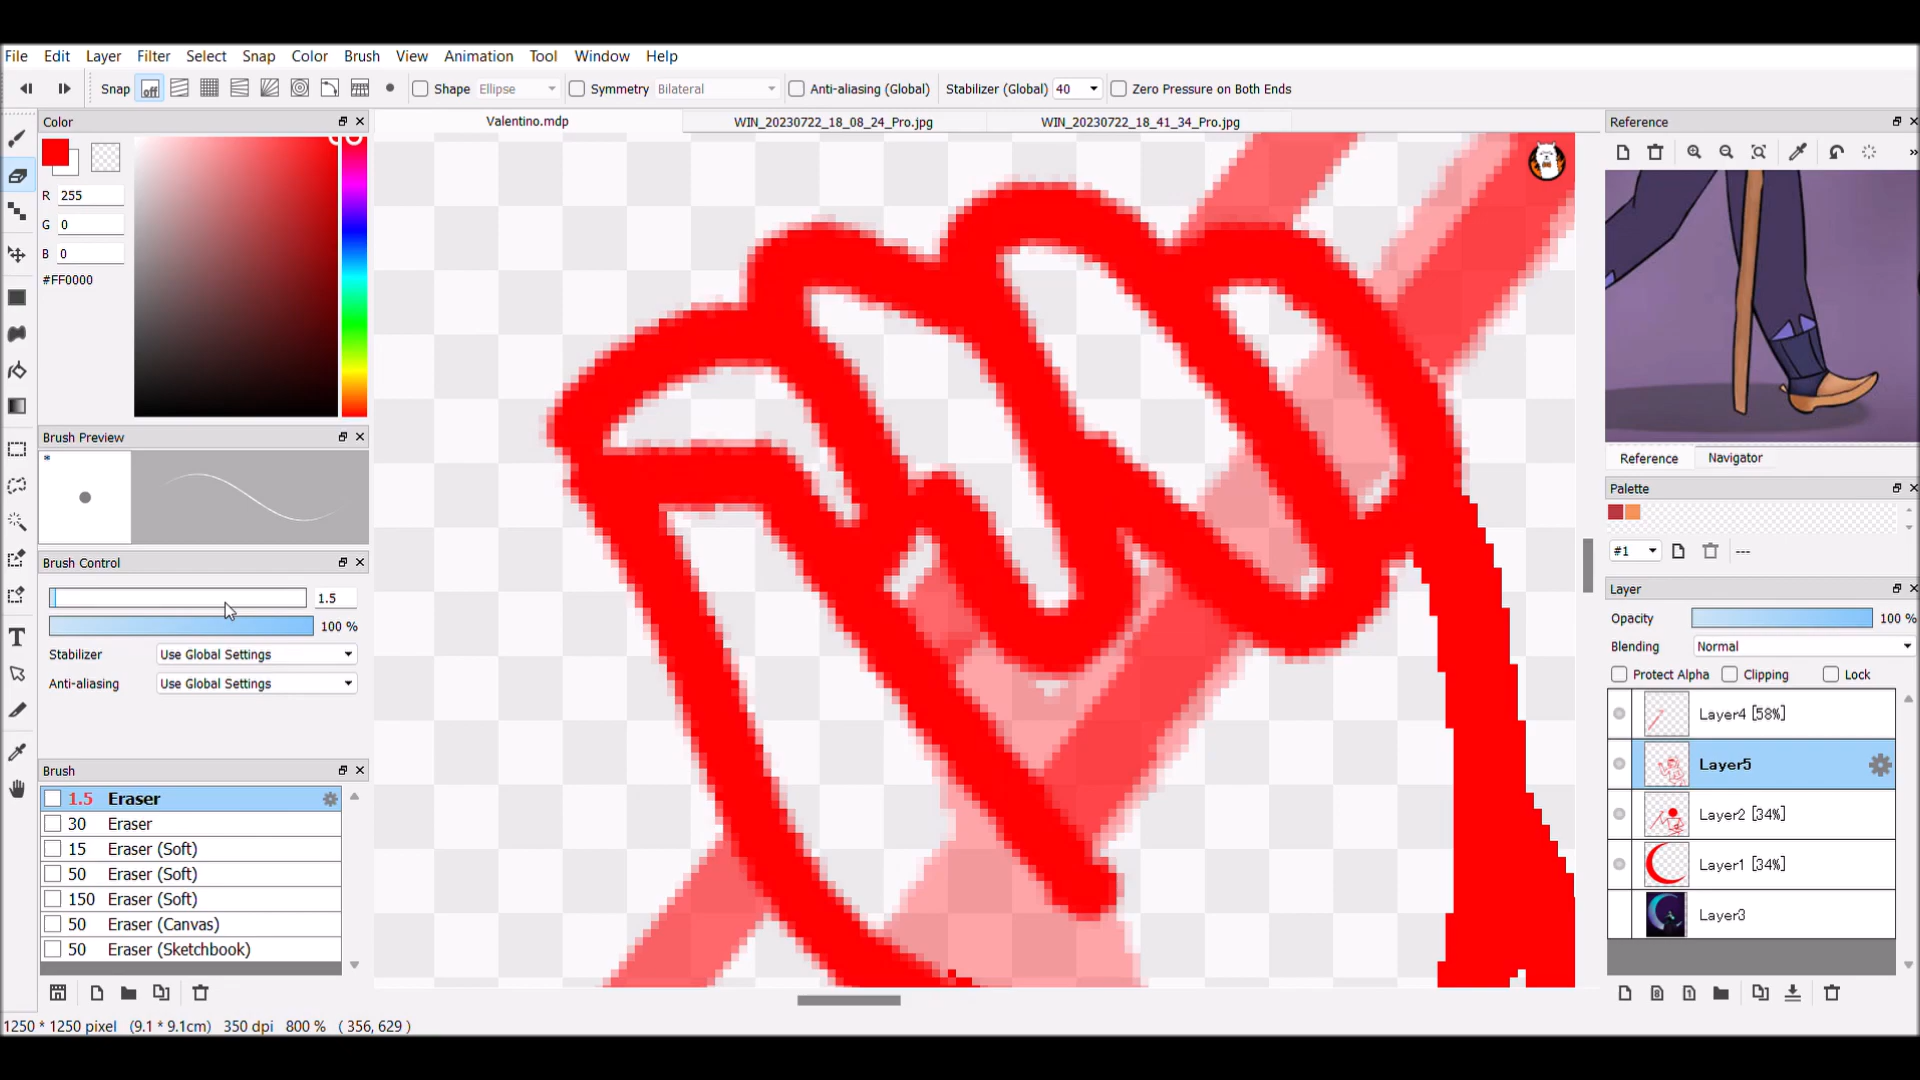 File Edit Layer Filter Select Snap Color Brush View Animation Tool Window Help
Snap off Shape Ellipse Symmetry Bilateral Anti-aliasing (Global) Stabilizer (Global) 40 Zero Pressure on Both Ends
Color
Valentino.mdp WIN_20230722_18_08_24_Pro.jpg WIN_20230722_18_41_34_Pro.jpg
Reference
R 255
G 0
B 0
#FF0000
Brush Preview
*
Reference Navigator
Palette
#1 ---
Brush Control
1.5
100 %
Stabilizer Use Global Settings
Anti-aliasing Use Global Settings
Layer
Opacity 100 %
Blending Normal
Protect Alpha Clipping Lock
Layer4 [58%]
Layer5
Layer2 [34%]
Layer1 [34%]
Layer3
Brush
1.5 Eraser
30 Eraser
15 Eraser (Soft)
50 Eraser (Soft)
150 Eraser (Soft)
50 Eraser (Canvas)
50 Eraser (Sketchbook)
1250 * 1250 pixel (9.1 * 9.1cm) 350 dpi 800 % ( 356, 629 )